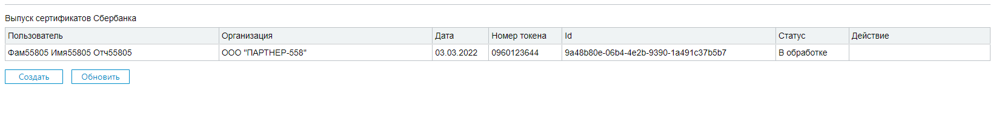 Выпуск сертификатов Сбербанка
Пользователь Организация Дата Номер токена Id Статус Действие
Фам55805 Имя55805 Отч55805 ООО "ПАРТНЕР-558" 03.03.2022 0960123644 9a48b80e-06b4-4e2b-9390-1a491c37b5b7 В обработке
Создать Обновить